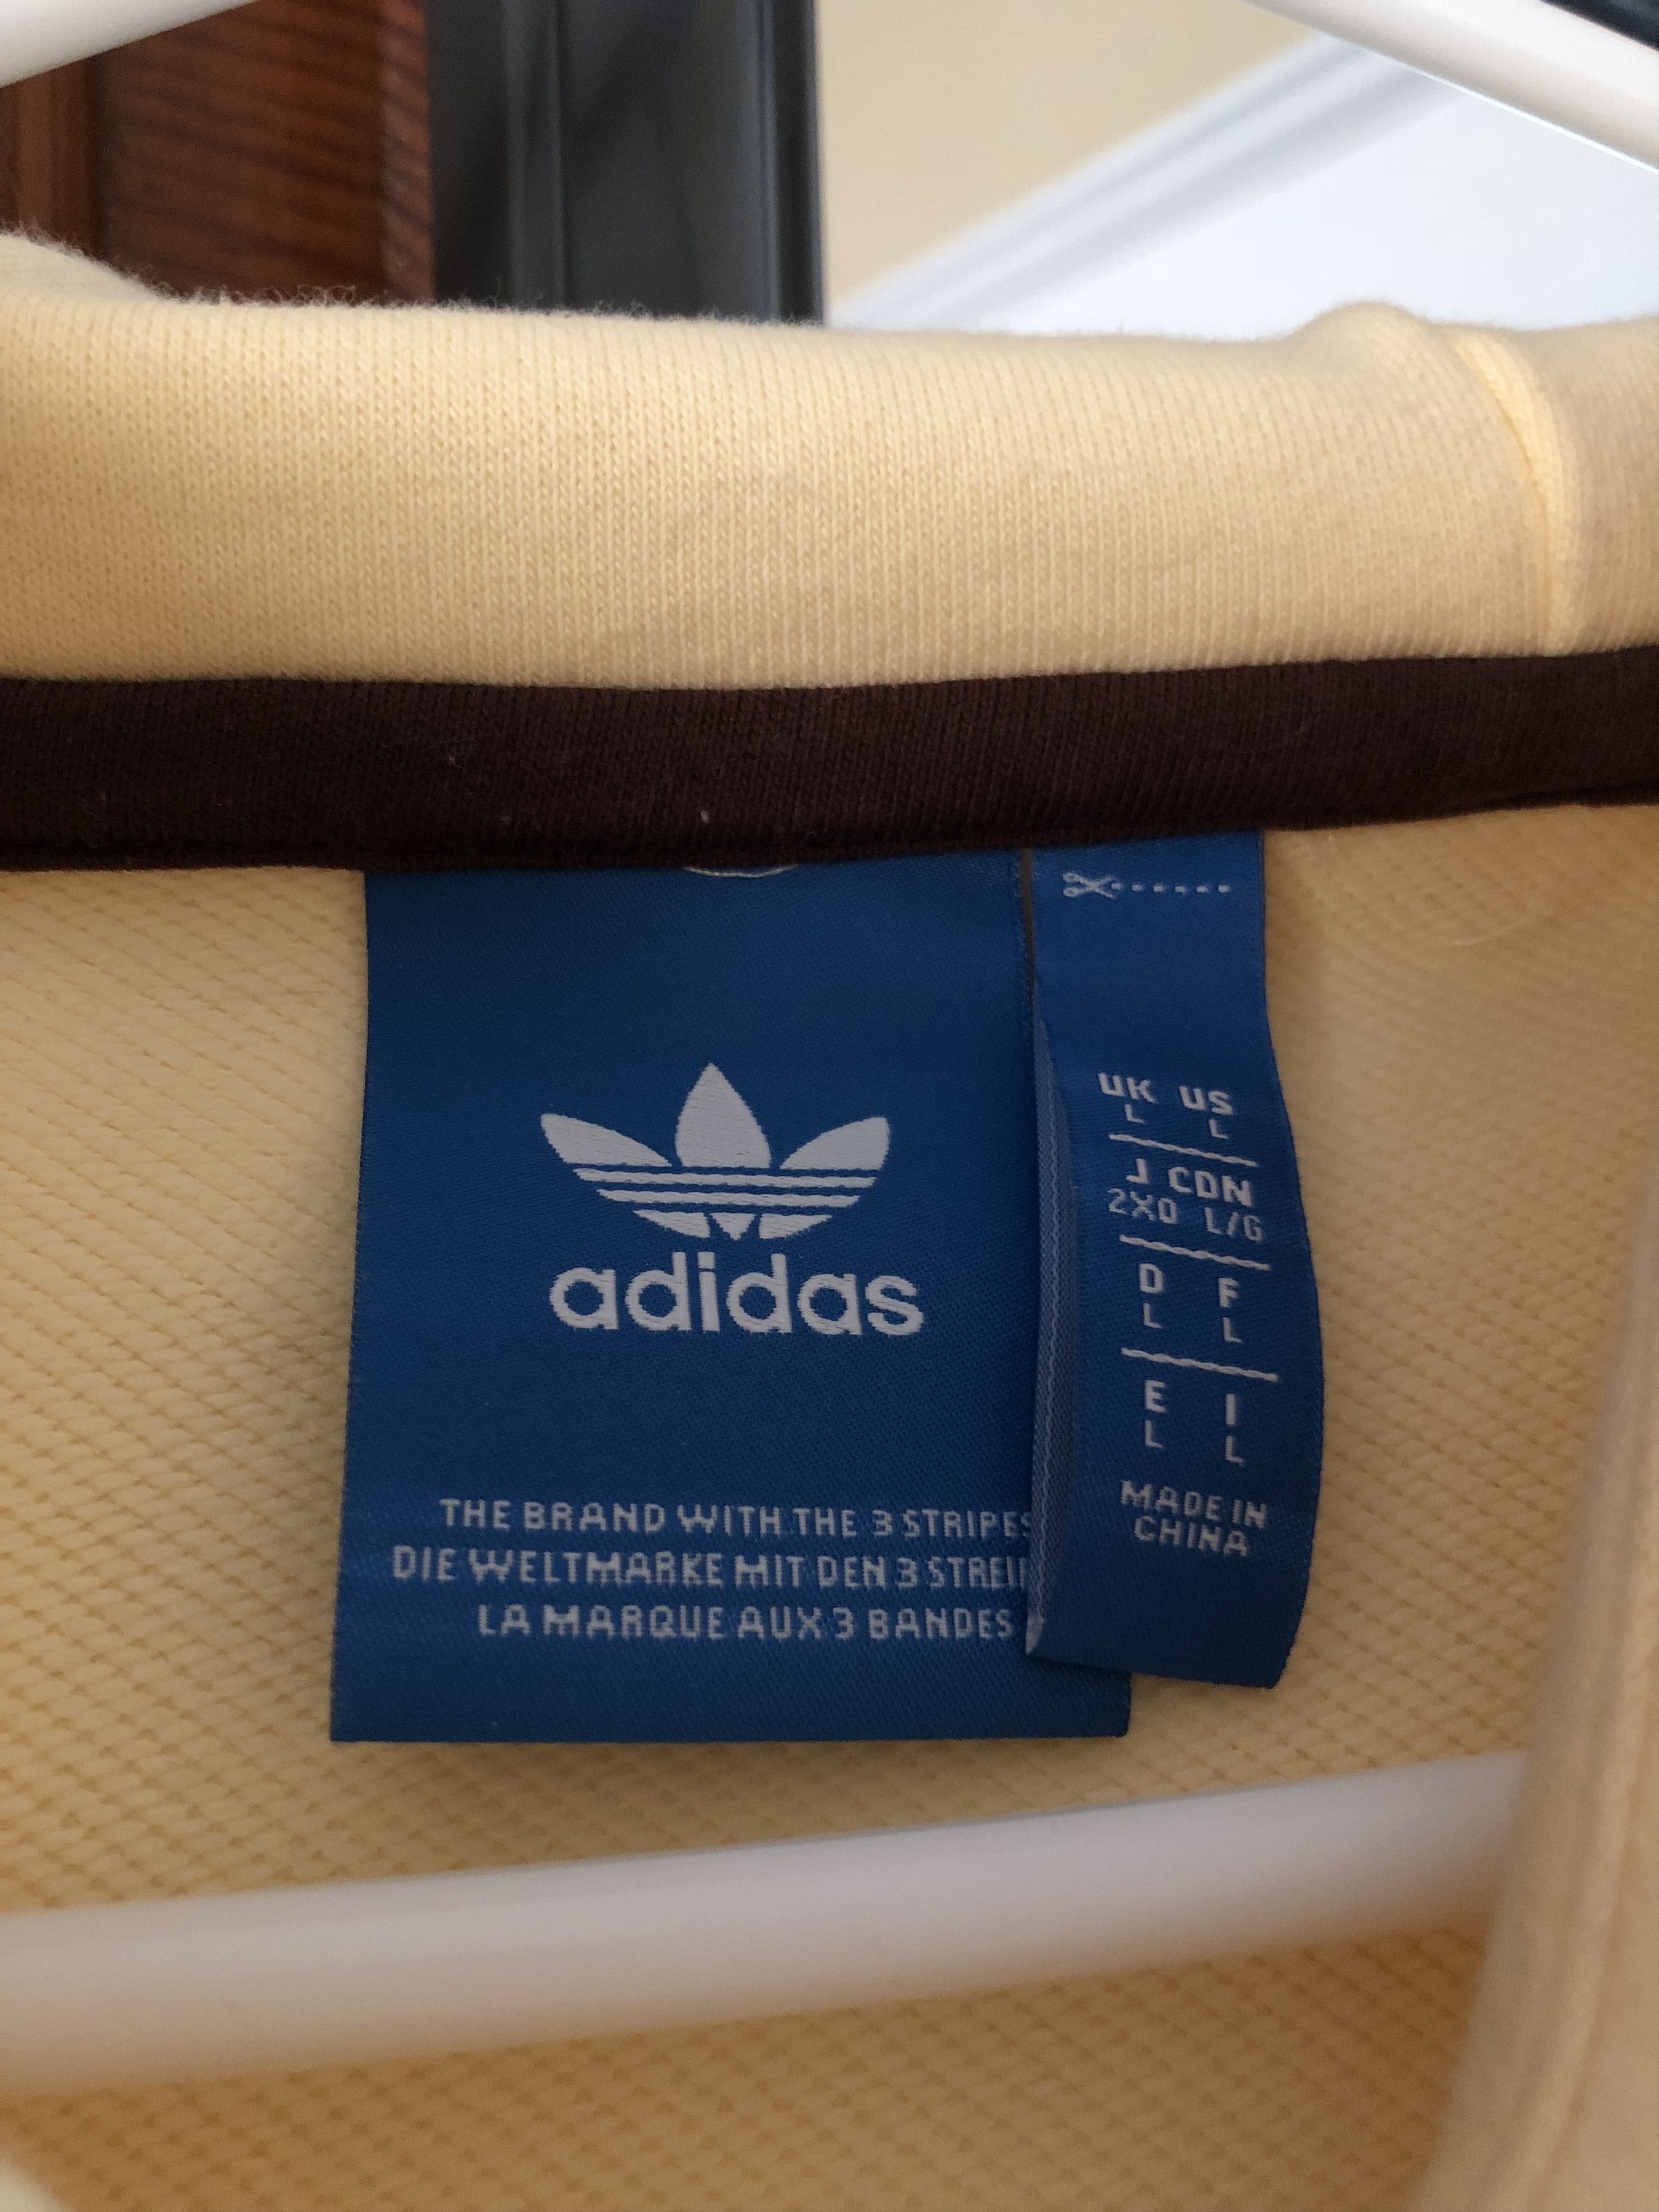 adidas
THE BRAND WITH THE 3 STRIPES
DIE WELTMARKE MIT DEN 3
LA MARQUE AUX 3 BANDES
UK US
L L
J CDN
2XO L/G
D F
L L
E I
L L
MADE IN
CHINA